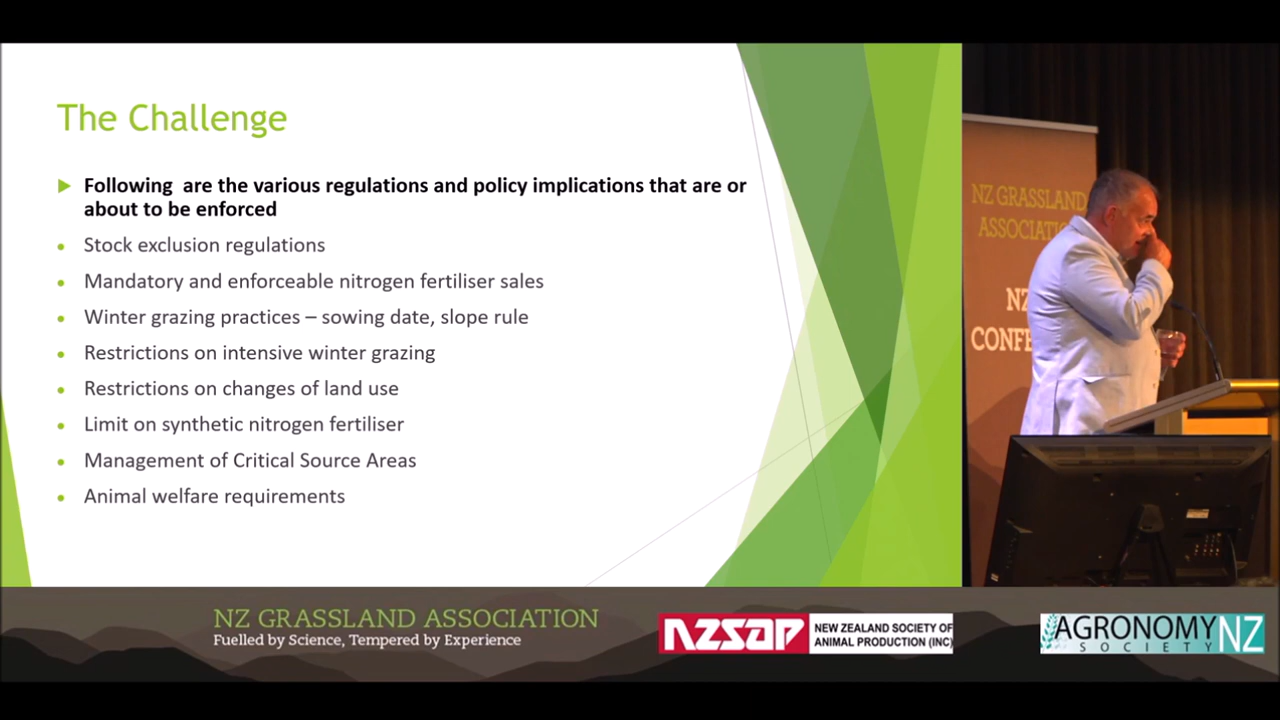 The Challenge
Following are the various regulations and policy implications that are or
about to be enforced
Stock exclusion regulations
Mandatory and enforceable nitrogen fertiliser sales
Winter grazing practices – sowing date, slope rule
Restrictions on intensive winter grazing
Restrictions on changes of land use
Limit on synthetic nitrogen fertiliser
Management of Critical Source Areas
Animal welfare requirements
NZ GRASSLAND
ASSOCIATIO
NZ
CONFE
NZ GRASSLAND ASSOCIATION
Fuelled by Science, Tempered by Experience
NZSAP
NEW ZEALAND SOCIETY OF
ANIMAL PRODUCTION (INC)
AGRONOMY NZ
SOCIETY